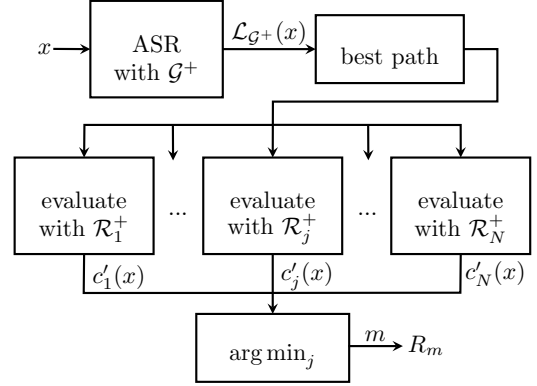 x
ASR
with 𝒢⁺
ℒ_𝒢⁺(x)
best path
evaluate
with ℛ₁⁺
...
evaluate
with ℛⱼ⁺
...
evaluate
with ℛ_N⁺
c′₁(x)
c′ⱼ(x)
c′_N(x)
arg minⱼ
m
R_m